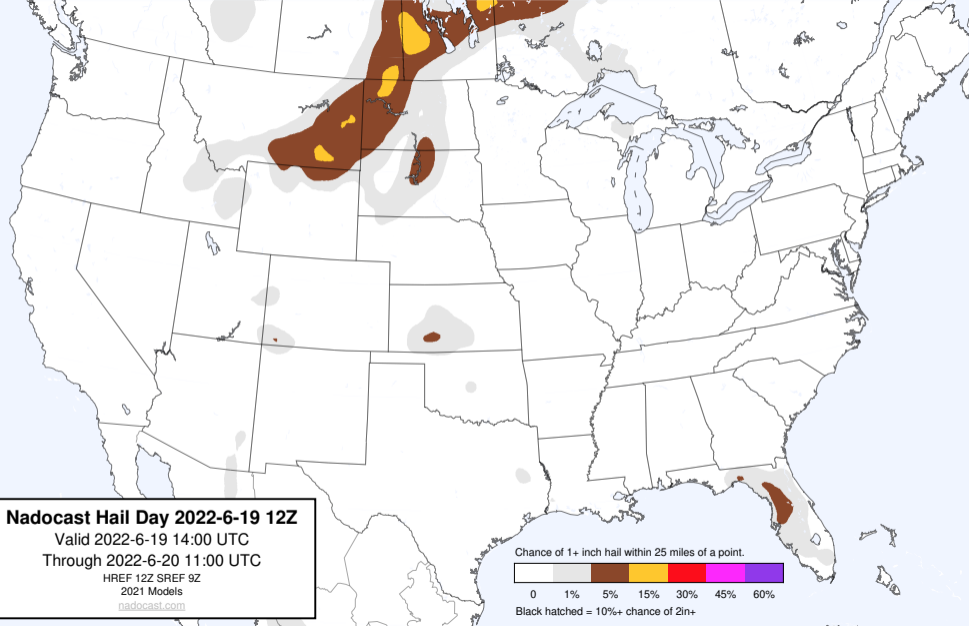 Nadocast Hail Day 2022-6-19 12Z
Valid 2022-6-19 14:00 UTC
Through 2022-6-20 11:00 UTC
HREF 12Z SREF 9Z
2021 Models
nadocast.com
Chance of 1+ inch hail within 25 miles of a point.
0 1% 5% 15% 30% 45% 60%
Black hatched = 10%+ chance of 2in+